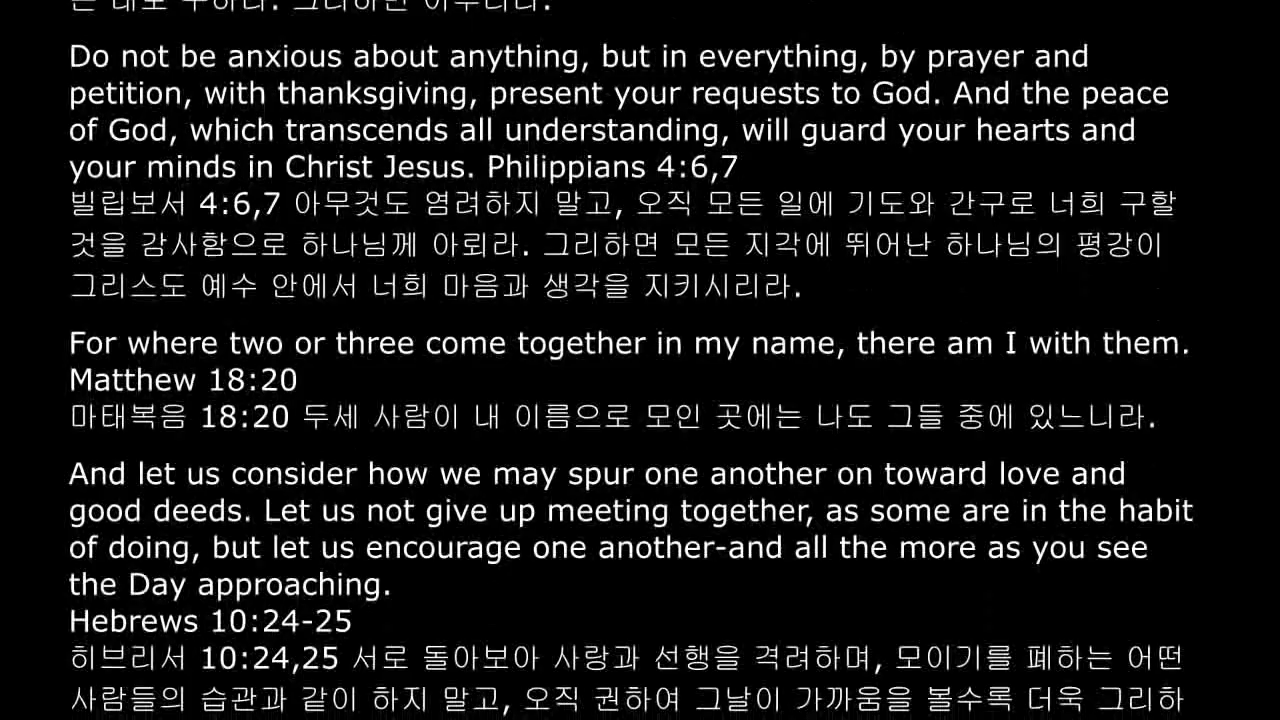 는 대로 구하라. 그리하면 이루리라.
Do not be anxious about anything, but in everything, by prayer and
petition, with thanksgiving, present your requests to God. And the peace
of God, which transcends all understanding, will guard your hearts and
your minds in Christ Jesus. Philippians 4:6,7
빌립보서 4:6,7 아무것도 염려하지 말고, 오직 모든 일에 기도와 간구로 너희 구할
것을 감사함으로 하나님께 아뢰라. 그리하면 모든 지각에 뛰어난 하나님의 평강이
그리스도 예수 안에서 너희 마음과 생각을 지키시리라.
For where two or three come together in my name, there am I with them.
Matthew 18:20
마태복음 18:20 두세 사람이 내 이름으로 모인 곳에는 나도 그들 중에 있느니라.
And let us consider how we may spur one another on toward love and
good deeds. Let us not give up meeting together, as some are in the habit
of doing, but let us encourage one another-and all the more as you see
the Day approaching.
Hebrews 10:24-25
히브리서 10:24,25 서로 돌아보아 사랑과 선행을 격려하며, 모이기를 폐하는 어떤
사람들의 습관과 같이 하지 말고, 오직 권하여 그날이 가까움을 볼수록 더욱 그리하